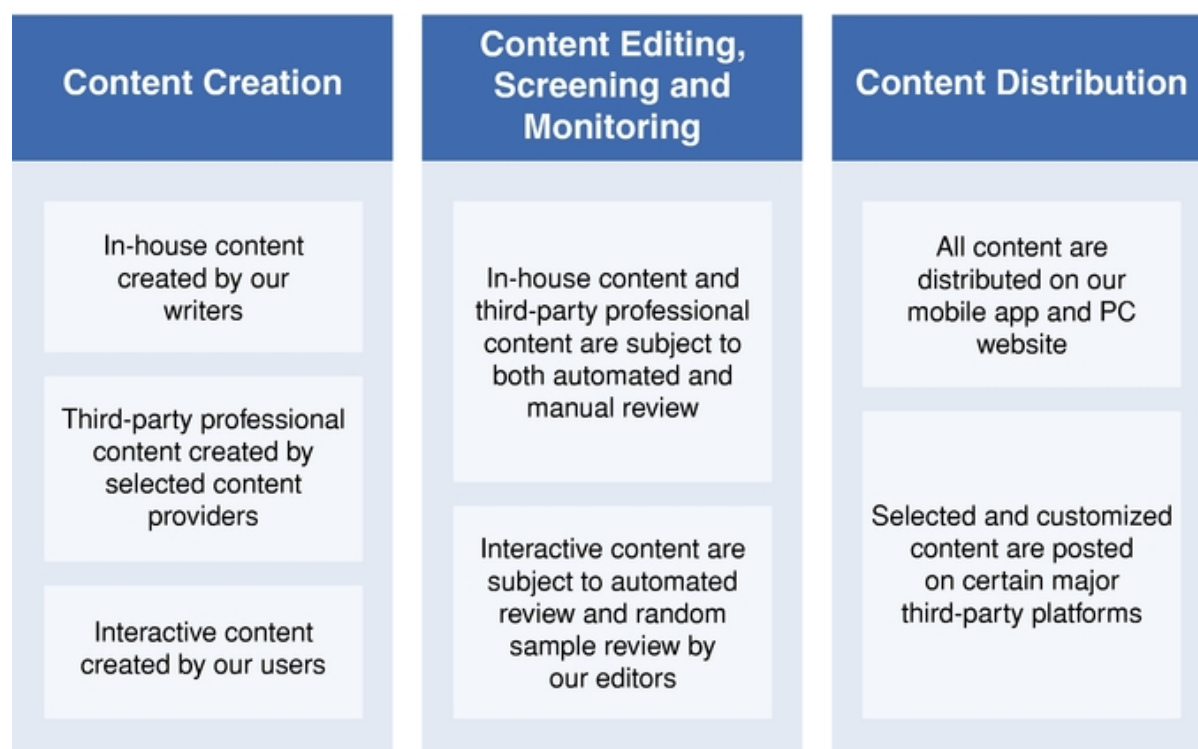 Content Creation
In-house content
created by our
writers
Third-party professional
content created by
selected content
providers
Interactive content
created by our users
Content Editing,
Screening and
Monitoring
In-house content and
third-party professional
content are subject to
both automated and
manual review
Interactive content are
subject to automated
review and random
sample review by
our editors
Content Distribution
All content are
distributed on our
mobile app and PC
website
Selected and customized
content are posted
on certain major
third-party platforms